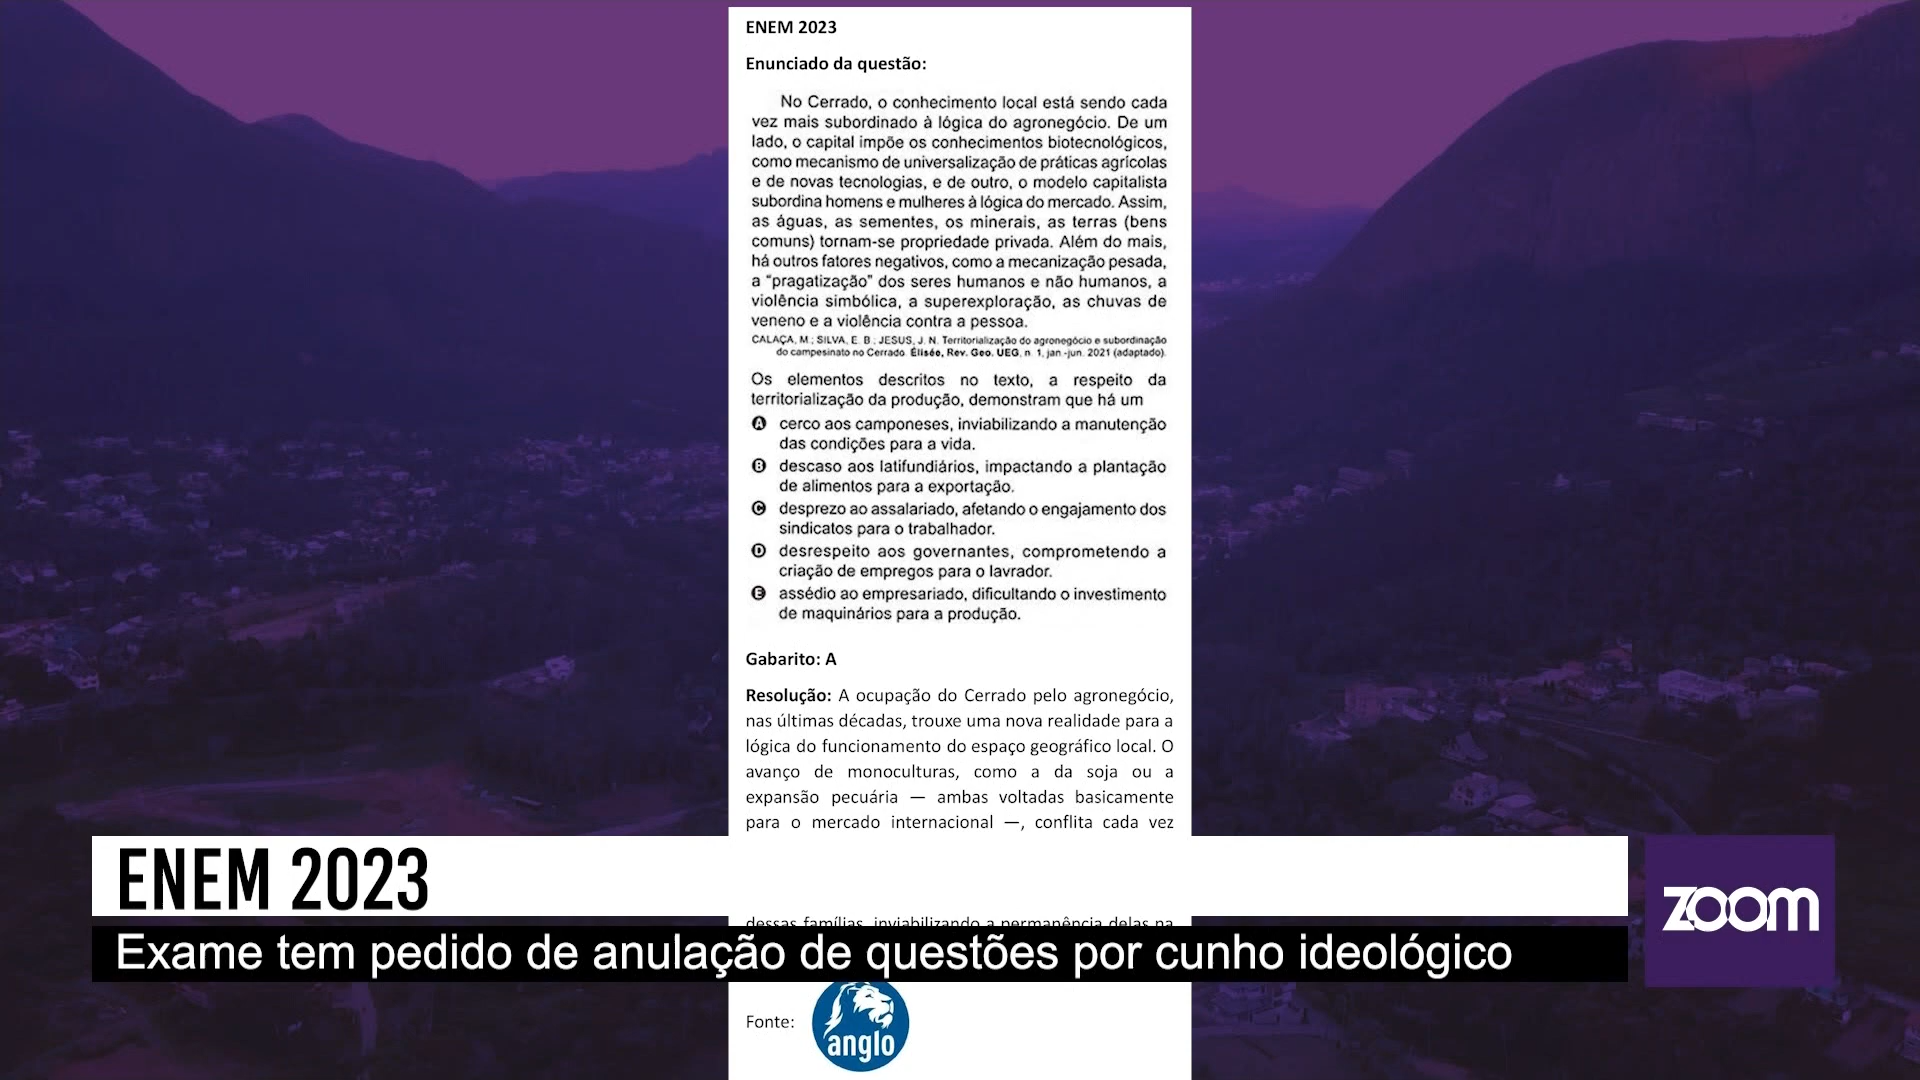 ENEM 2023
Enunciado da questão:
No Cerrado, o conhecimento local está sendo cada
vez mais subordinado à lógica do agronegócio. De um
lado, o capital impõe os conhecimentos biotecnológicos,
como mecanismo de universalização de práticas agrícolas
e de novas tecnologias, e de outro, o modelo capitalista
subordina homens e mulheres à lógica do mercado. Assim,
as águas, as sementes, os minerais, as terras (bens
comuns) tornam-se propriedade privada. Além do mais,
há outros fatores negativos, como a mecanização pesada,
a “pragatização” dos seres humanos e não humanos, a
violência simbólica, a superexploração, as chuvas de
veneno e a violência contra a pessoa.
CALAÇA, M.; SILVA, E. B.; JESUS, J. N. Territorialização do agronegócio e subordinação
do campesinato no Cerrado. Élisée, Rev. Geo. UEG, n. 1, jan.-jun. 2021 (adaptado).
Os elementos descritos no texto, a respeito da
territorialização da produção, demonstram que há um
A cerco aos camponeses, inviabilizando a manutenção
das condições para a vida.
B descaso aos latifundiários, impactando a plantação
de alimentos para a exportação.
C desprezo ao assalariado, afetando o engajamento dos
sindicatos para o trabalhador.
D desrespeito aos governantes, comprometendo a
criação de empregos para o lavrador.
E assédio ao empresariado, dificultando o investimento
de maquinários para a produção.
Gabarito: A
Resolução: A ocupação do Cerrado pelo agronegócio,
nas últimas décadas, trouxe uma nova realidade para a
lógica do funcionamento do espaço geográfico local. O
avanço de monoculturas, como a da soja ou a
expansão pecuária — ambas voltadas basicamente
para o mercado internacional —, conflita cada vez
ENEM 2023
dessas famílias, inviabilizando a permanência delas na
Exame tem pedido de anulação de questões por cunho ideológico
zoom
Fonte:
anglo